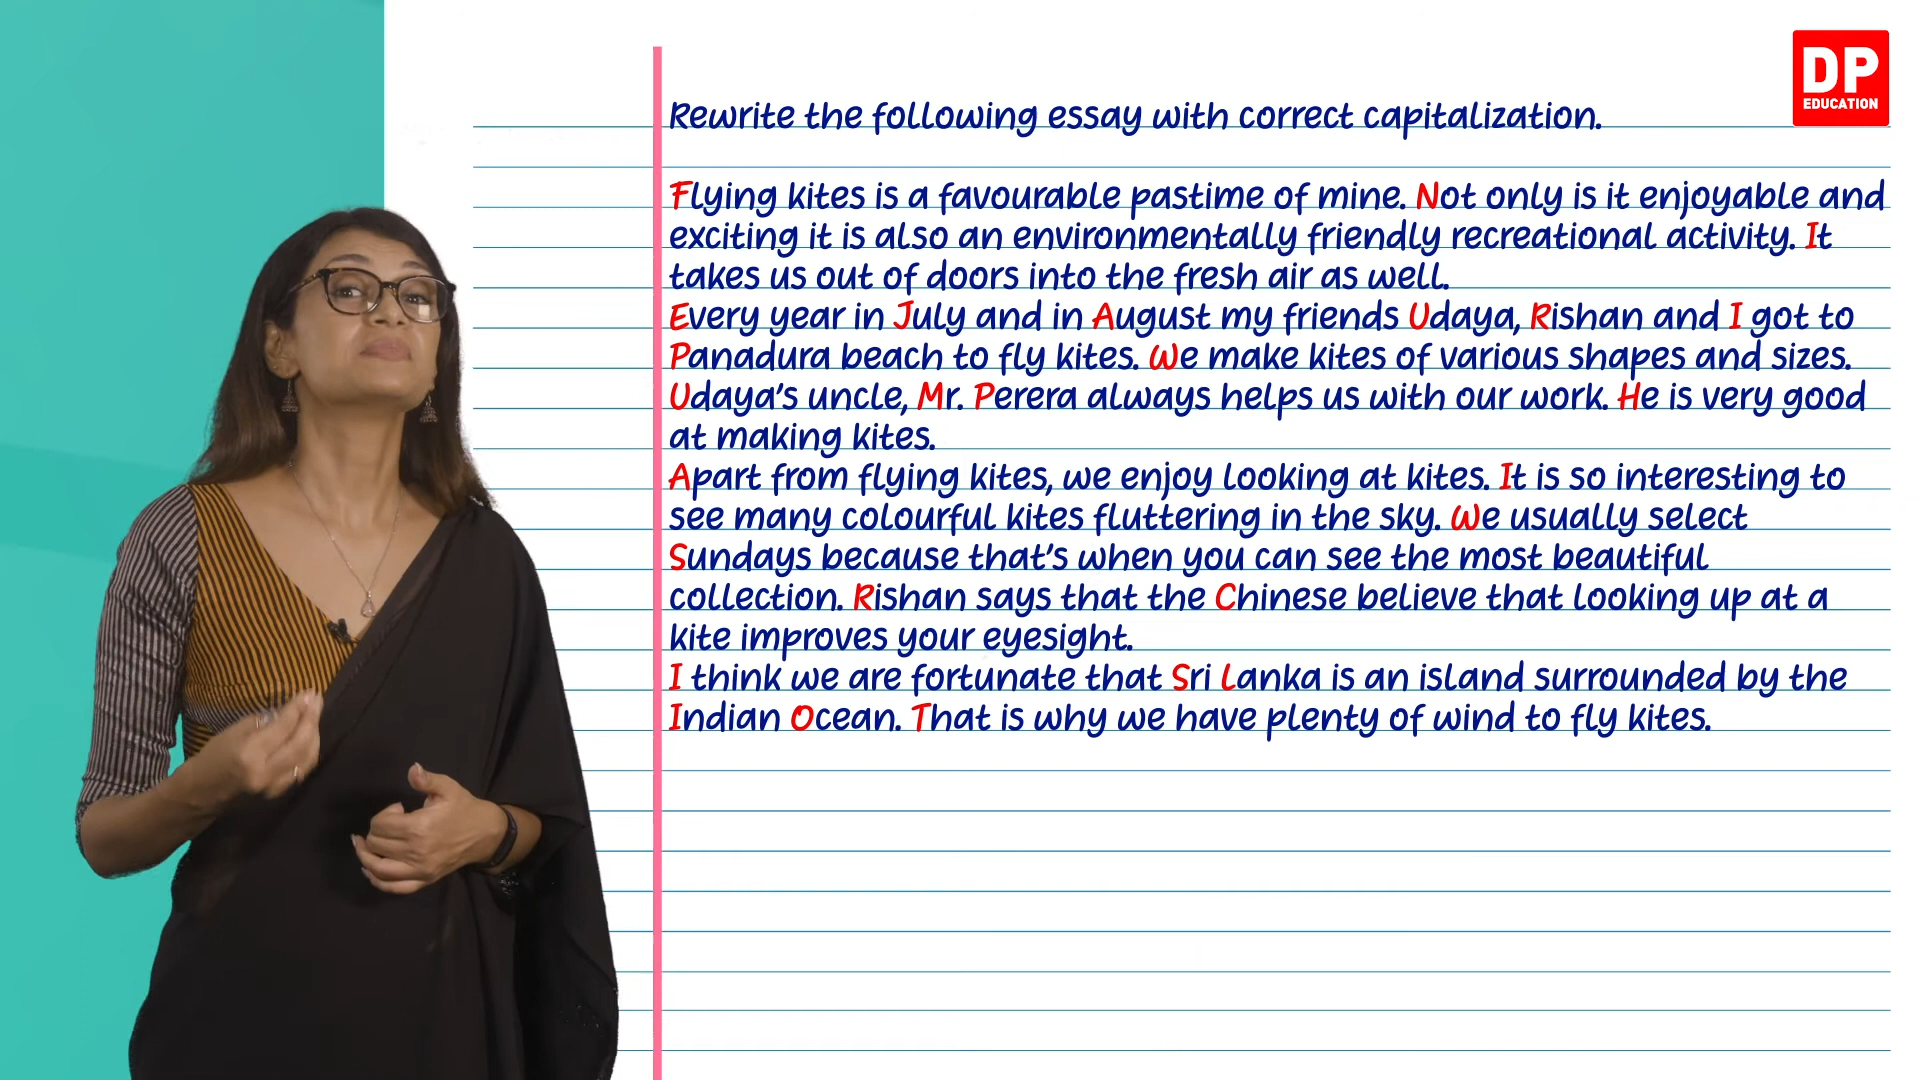 DP
EDUCATION
Rewrite the following essay with correct capitalization.
Flying kites is a favourable pastime of mine. Not only is it enjoyable and
exciting it is also an environmentally friendly recreational activity. It
takes us out of doors into the fresh air as well.
Every year in July and in August my friends Udaya, Rishan and I got to
Panadura beach to fly kites. We make kites of various shapes and sizes.
Udaya's uncle, Mr. Perera always helps us with our work. He is very good
at making kites.
Apart from flying kites, we enjoy looking at kites. It is so interesting to
see many colourful kites fluttering in the sky. We usually select
Sundays because that's when you can see the most beautiful
collection. Rishan says that the Chinese believe that looking up at a
kite improves your eyesight.
I think we are fortunate that Sri Lanka is an island surrounded by the
Indian Ocean. That is why we have plenty of wind to fly kites.